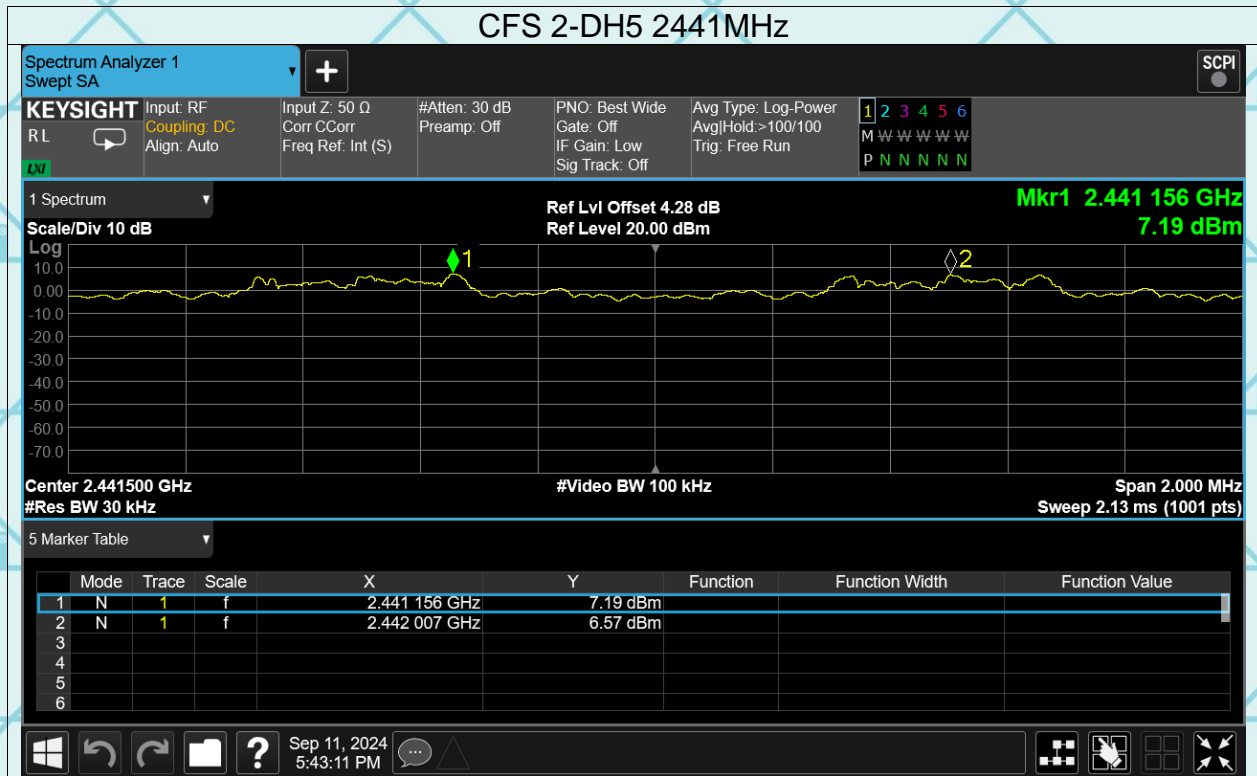 CFS 2-DH5 2441MHz
Spectrum Analyzer 1
Swept SA
SCPI
KEYSIGHT
RL
LXI
Input: RF
Coupling: DC
Align: Auto
Input Z: 50 Ω
Corr CCorr
Freq Ref: Int (S)
#Atten: 30 dB
Preamp: Off
PNO: Best Wide
Gate: Off
IF Gain: Low
Sig Track: Off
Avg Type: Log-Power
Avg|Hold:>100/100
Trig: Free Run
1 2 3 4 5 6
M W W W W W
P N N N N N
1 Spectrum
Scale/Div 10 dB
Ref Lvl Offset 4.28 dB
Ref Level 20.00 dBm
Mkr1 2.441 156 GHz
7.19 dBm
Log
1
2
10.0
0.00
-10.0
-20.0
-30.0
-40.0
-50.0
-60.0
-70.0
Center 2.441500 GHz
#Video BW 100 kHz
Span 2.000 MHz
#Res BW 30 kHz
Sweep 2.13 ms (1001 pts)
5 Marker Table
Mode Trace Scale X Y Function Function Width Function Value
1 N 1 f 2.441 156 GHz 7.19 dBm
2 N 1 f 2.442 007 GHz 6.57 dBm
3
4
5
6
?
Sep 11, 2024
5:43:11 PM